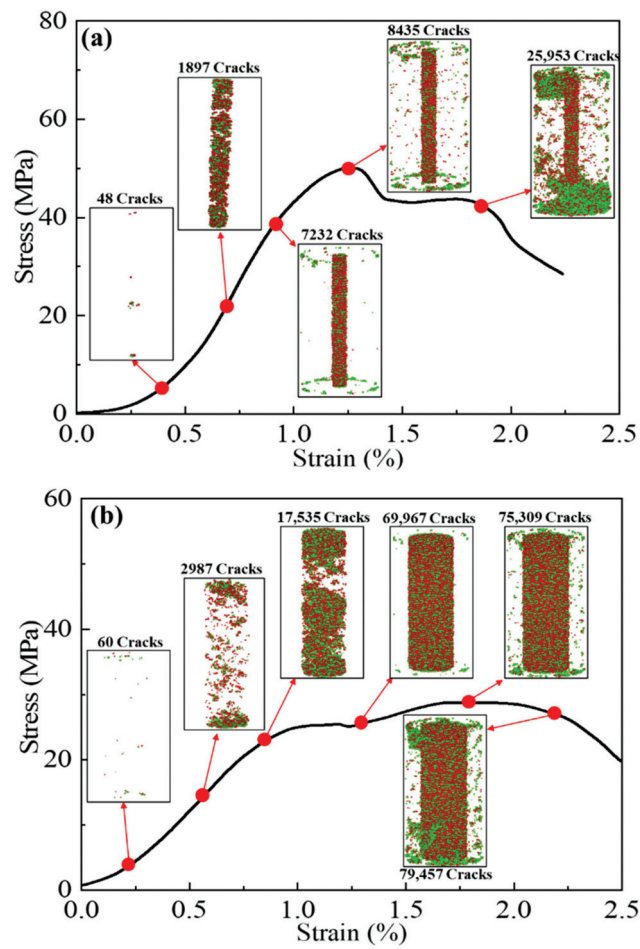 (a)
80
60
40
20
0
Stress (MPa)
48 Cracks
1897 Cracks
7232 Cracks
8435 Cracks
25,953 Cracks
0.0 0.5 1.0 1.5 2.0 2.5
Strain (%)
(b)
60
40
20
0
Stress (MPa)
60 Cracks
2987 Cracks
17,535 Cracks
69,967 Cracks
75,309 Cracks
79,457 Cracks
0.0 0.5 1.0 1.5 2.0 2.5
Strain (%)